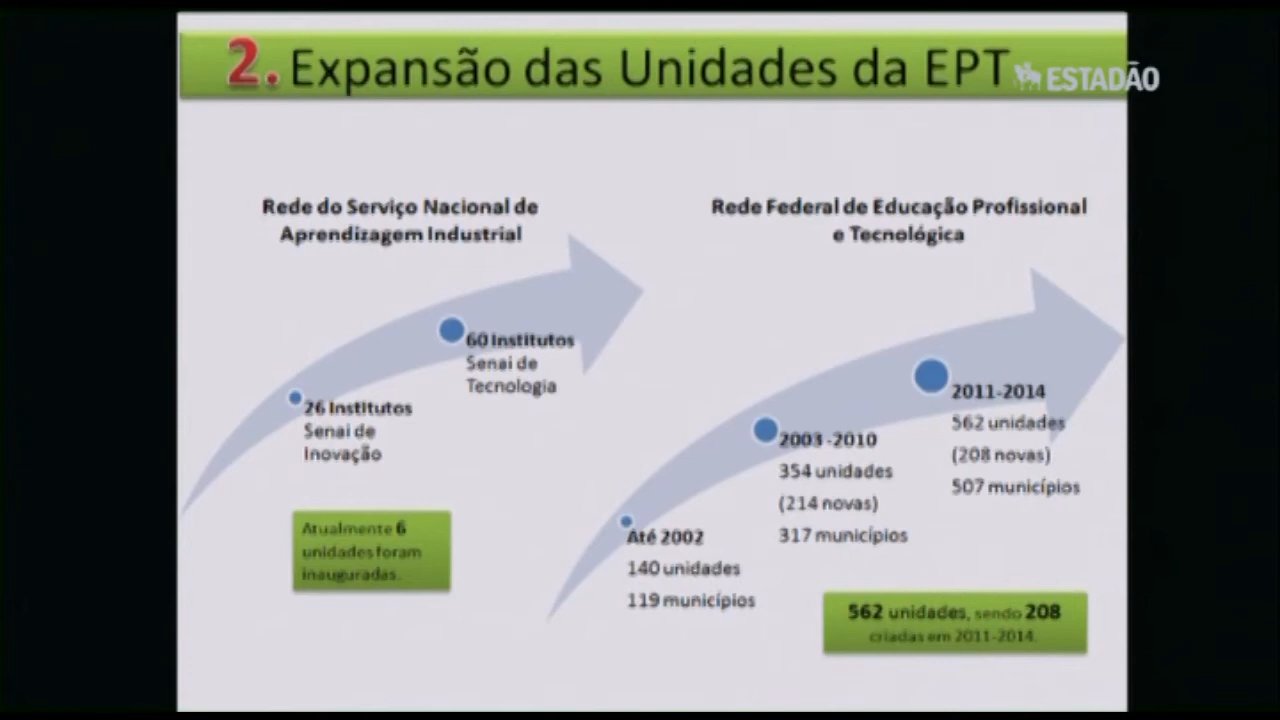 2. Expansão das Unidades da EPT
ESTADÃO
Rede do Serviço Nacional de
Aprendizagem Industrial
60 Institutos
Senai de
Tecnologia
26 Institutos
Senai de
Inovação
Atualmente 6
unidades foram
inauguradas.
Rede Federal de Educação Profissional
e Tecnológica
2011-2014
562 unidades
(208 novas)
507 municípios
2003 -2010
354 unidades
(214 novas)
317 municípios
Até 2002
140 unidades
119 municípios
562 unidades, sendo 208
criadas em 2011-2014.